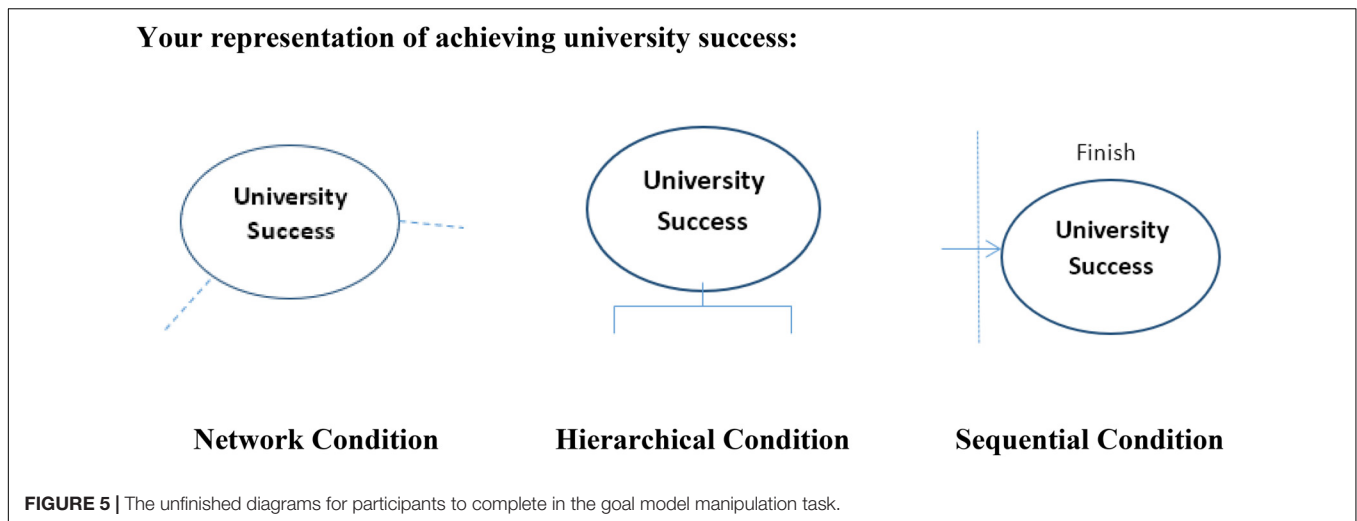 Your representation of achieving university success:
University
Success
University
Success
Finish
University
Success
Network Condition
Hierarchical Condition
Sequential Condition
FIGURE 5 | The unfinished diagrams for participants to complete in the goal model manipulation task.